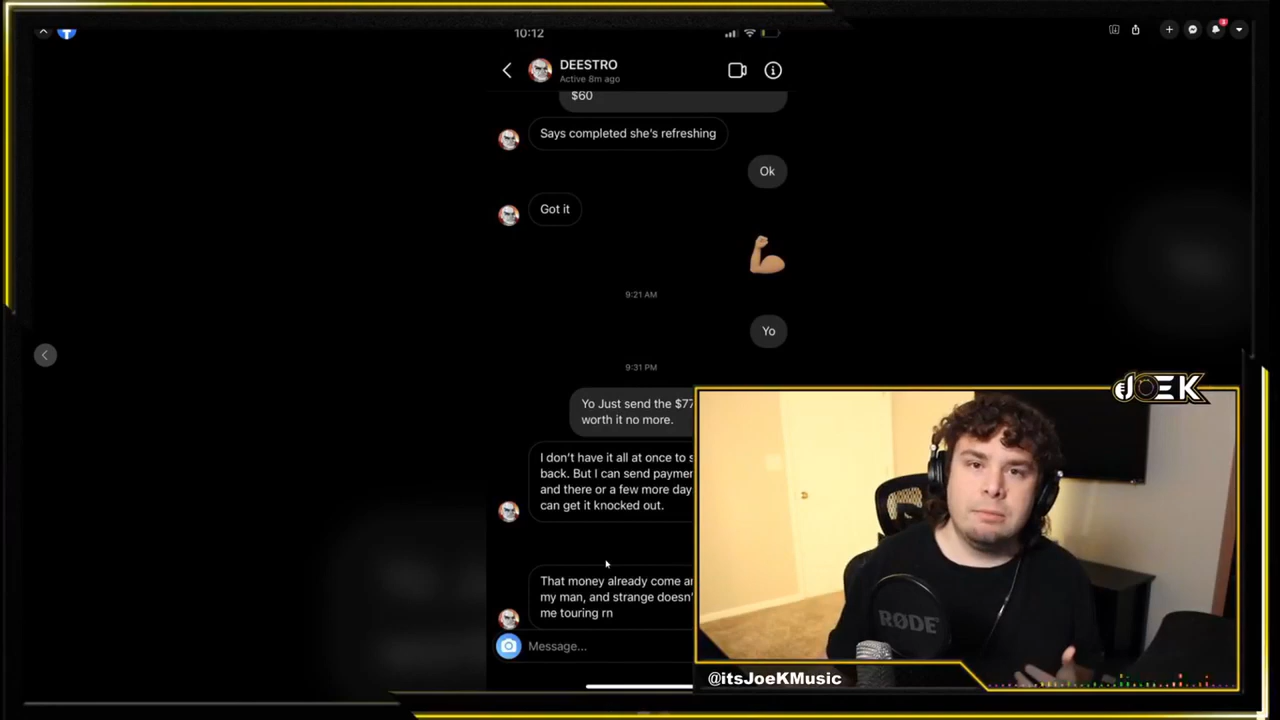 10:12
DEESTRO
Active 8m ago
$60
Says completed she's refreshing
Ok
Got it
9:21 AM
Yo
9:31 PM
Yo Just send the $77
worth it no more.
I don't have it all at once to s
back. But I can send paymen
and there or a few more day
can get it knocked out.
That money already come an
my man, and strange doesn'
me touring rn
Message...
JOEK
RØDE
@itsJoeKMusic